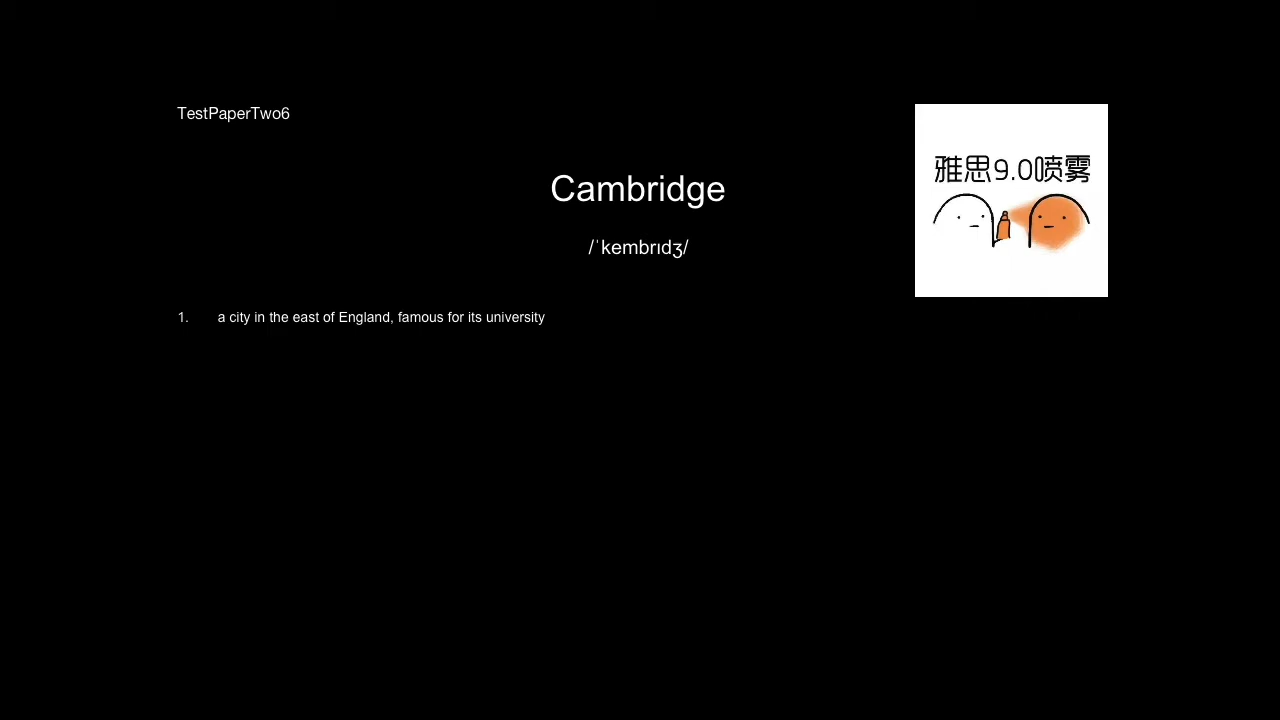 TestPaperTwo6
雅思9.0喷雾
Cambridge
/ˈkembrɪdʒ/
1. a city in the east of England, famous for its university